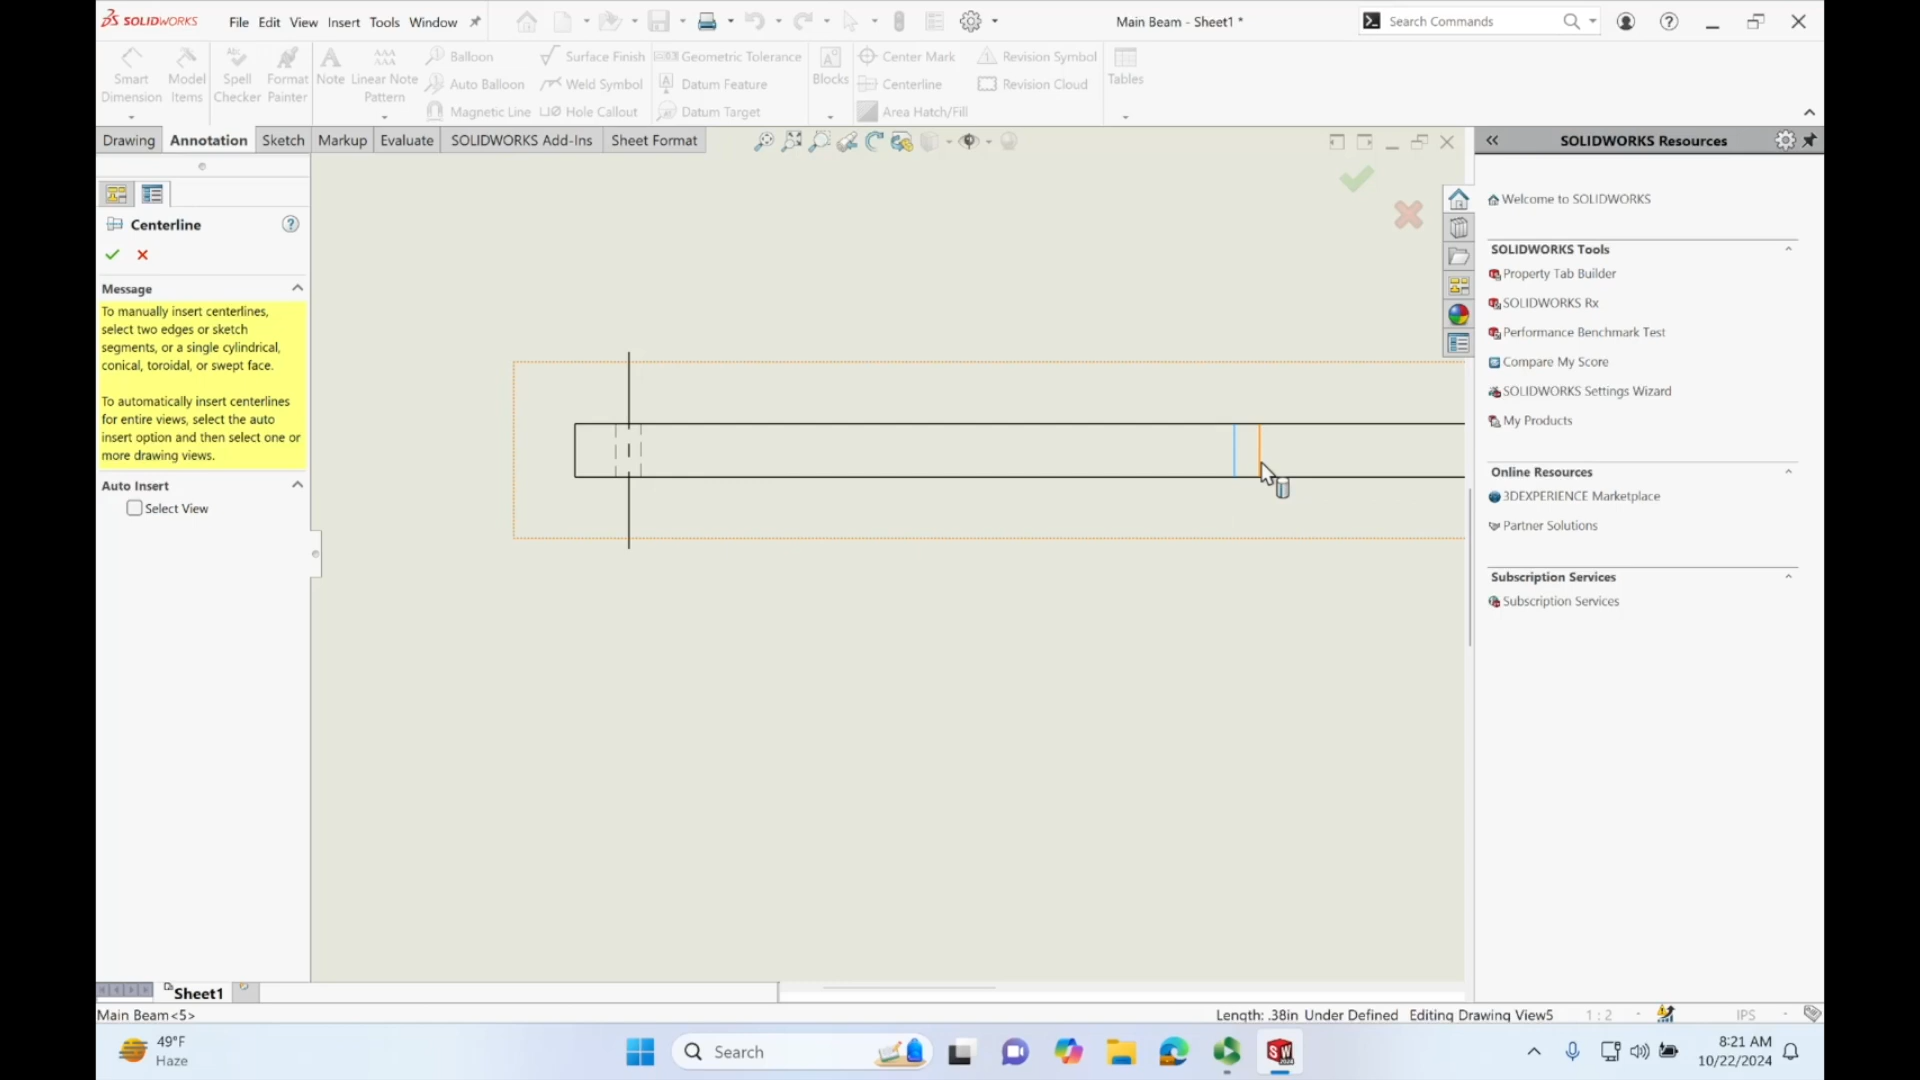 SOLIDWORKS File Edit View Insert Tools Window Main Beam - Sheet1 * Search Commands
Smart Dimension
Model Items
Spell Checker
Format Painter
Note
Linear Note Pattern
Balloon
Auto Balloon
Magnetic Line
Surface Finish
Weld Symbol
Hole Callout
Geometric Tolerance
Datum Feature
Datum Target
Blocks
Center Mark
Centerline
Area Hatch/Fill
Revision Symbol
Revision Cloud
Tables
Drawing Annotation Sketch Markup Evaluate SOLIDWORKS Add-Ins Sheet Format
Centerline
Message
To manually insert centerlines,
select two edges or sketch
segments, or a single cylindrical,
conical, toroidal, or swept face.
To automatically insert centerlines
for entire views, select the auto
insert option and then select one or
more drawing views.
Auto Insert
Select View
SOLIDWORKS Resources
Welcome to SOLIDWORKS
SOLIDWORKS Tools
Property Tab Builder
SOLIDWORKS Rx
Performance Benchmark Test
Compare My Score
SOLIDWORKS Settings Wizard
My Products
Online Resources
3DEXPERIENCE Marketplace
Partner Solutions
Subscription Services
Subscription Services
Sheet1
Main Beam<5> Length: .38in Under Defined Editing Drawing View5 1 : 2 - IPS -
49°F
Haze
Search
8:21 AM
10/22/2024